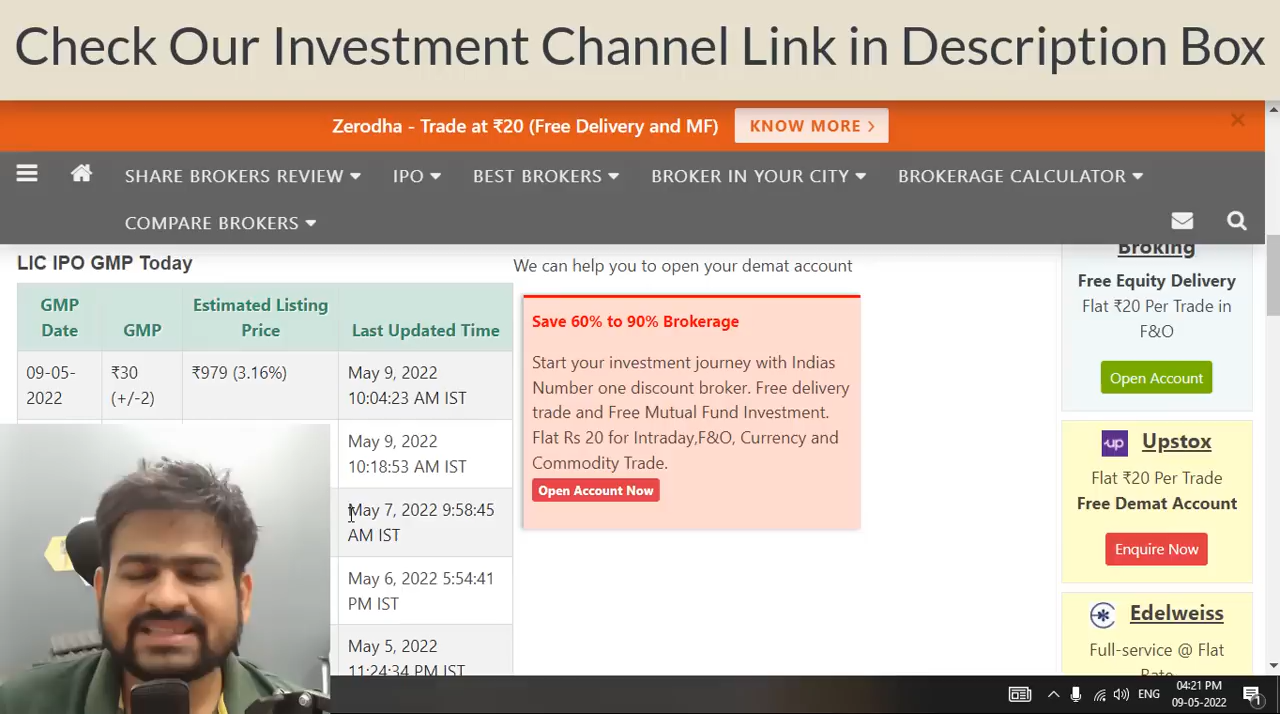 Check Our Investment Channel Link in Description Box
Zerodha - Trade at ₹20 (Free Delivery and MF)
KNOW MORE
SHARE BROKERS REVIEW
IPO
BEST BROKERS
BROKER IN YOUR CITY
BROKERAGE CALCULATOR
COMPARE BROKERS
LIC IPO GMP Today
GMP
Date
GMP
Estimated Listing
Price
Last Updated Time
09-05-
2022
₹30
(+/-2)
₹979 (3.16%)
May 9, 2022
10:04:23 AM IST
May 9, 2022
10:18:53 AM IST
May 7, 2022 9:58:45
AM IST
May 6, 2022 5:54:41
PM IST
May 5, 2022
11:24:34 PM IST
We can help you to open your demat account
Save 60% to 90% Brokerage
Start your investment journey with Indias
Number one discount broker. Free delivery
trade and Free Mutual Fund Investment.
Flat Rs 20 for Intraday,F&O, Currency and
Commodity Trade.
Open Account Now
Broking
Free Equity Delivery
Flat ₹20 Per Trade in
F&O
Open Account
up
Upstox
Flat ₹20 Per Trade
Free Demat Account
Enquire Now
Edelweiss
Full-service @ Flat
Rate
ENG
04:21 PM
09-05-2022
1